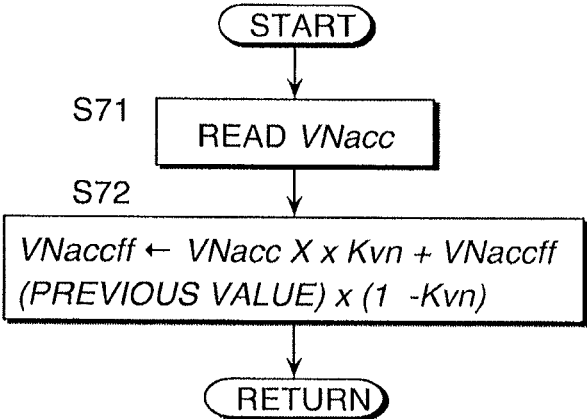 START
S71
READ VNacc
S72
VNaccff ← VNacc X x Kvn + VNaccff
(PREVIOUS VALUE) x (1 -Kvn)
RETURN